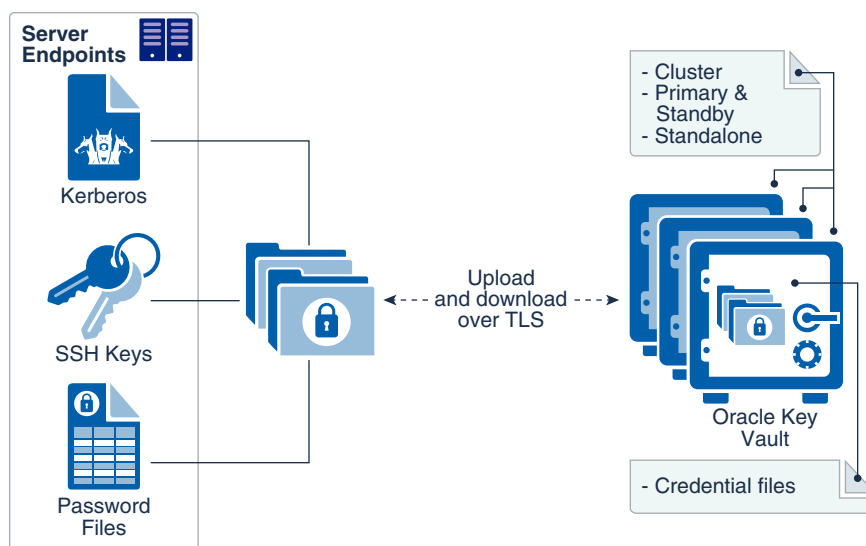 Server
Endpoints
Kerberos
SSH Keys
Password
Files
Upload
and download
over TLS
- Cluster
- Primary &
Standby
- Standalone
Oracle Key
Vault
- Credential files